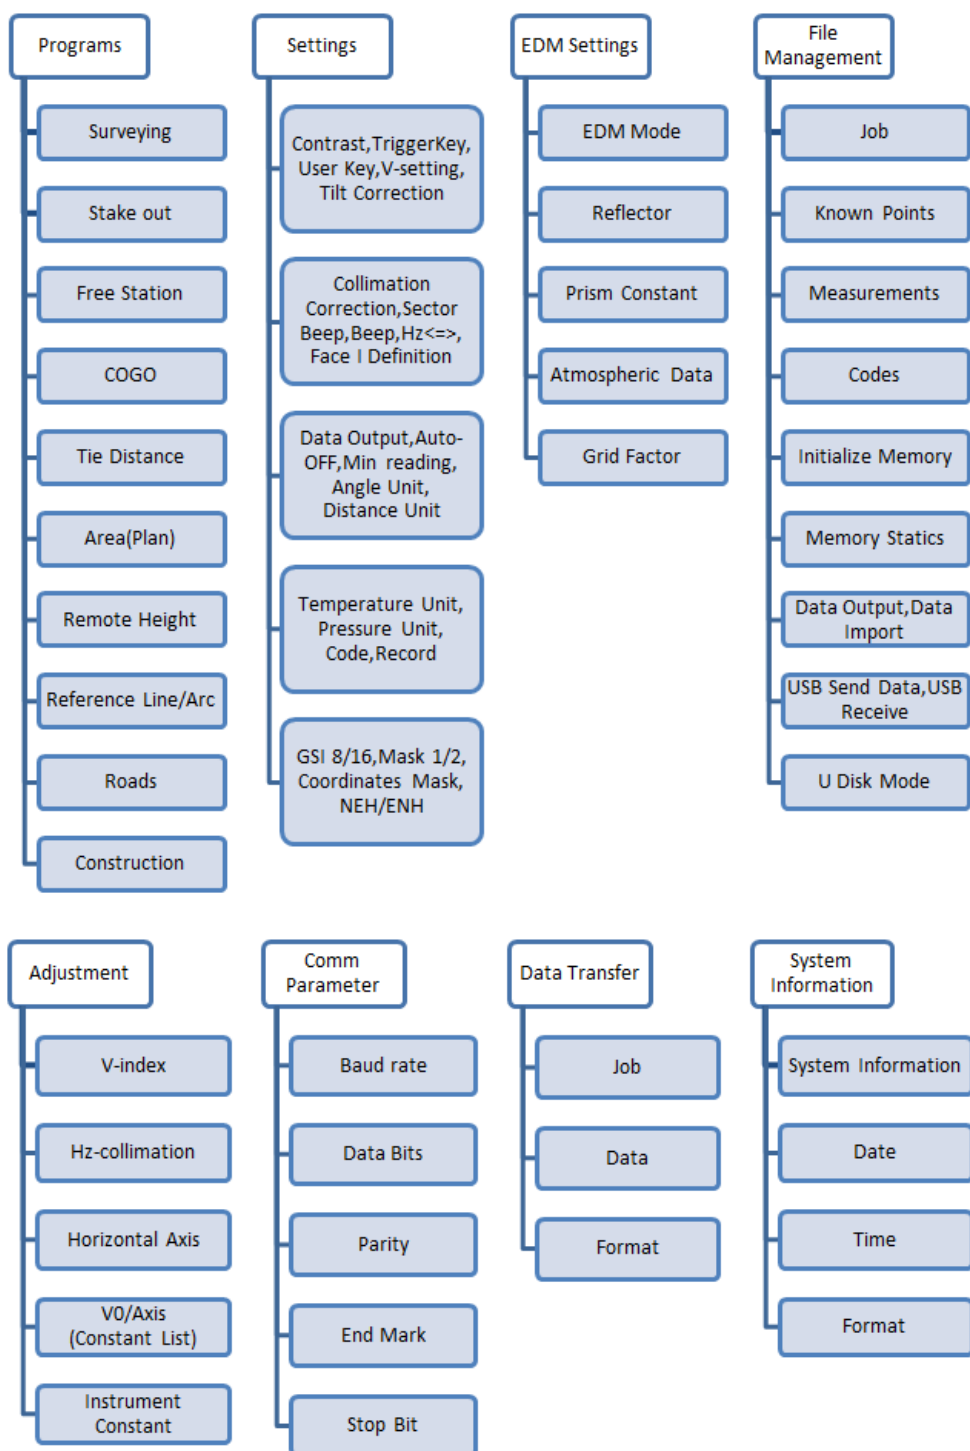 Programs
Surveying
Stake out
Free Station
COGO
Tie Distance
Area(Plan)
Remote Height
Reference Line/Arc
Roads
Construction
Settings
Contrast,TriggerKey,
User Key,V-setting,
Tilt Correction
Collimation
Correction,Sector
Beep,Beep,Hz<=>,
Face I Definition
Data Output,Auto-
OFF,Min reading,
Angle Unit,
Distance Unit
Temperature Unit,
Pressure Unit,
Code,Record
GSI 8/16,Mask 1/2,
Coordinates Mask,
NEH/ENH
EDM Settings
EDM Mode
Reflector
Prism Constant
Atmospheric Data
Grid Factor
File
Management
Job
Known Points
Measurements
Codes
Initialize Memory
Memory Statics
Data Output,Data
Import
USB Send Data,USB
Receive
U Disk Mode
Adjustment
V-index
Hz-collimation
Horizontal Axis
V0/Axis
(Constant List)
Instrument
Constant
Comm
Parameter
Baud rate
Data Bits
Parity
End Mark
Stop Bit
Data Transfer
Job
Data
Format
System
Information
System Information
Date
Time
Format